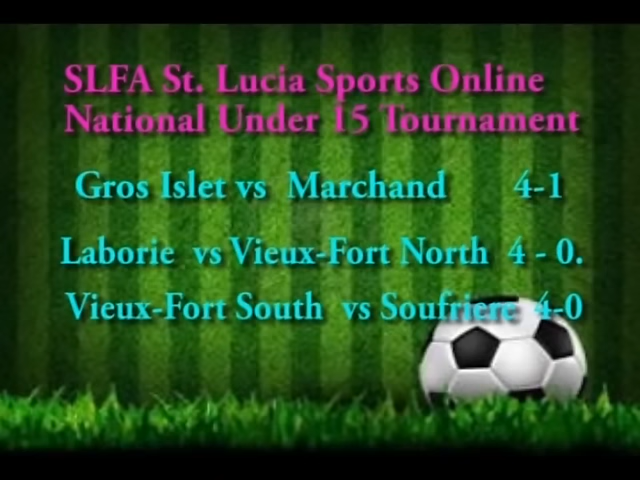 SLFA St. Lucia Sports Online
National Under 15 Tournament
Gros Islet vs Marchand 4-1
Laborie vs Vieux-Fort North 4 - 0.
Vieux-Fort South vs Soufriere 4-0